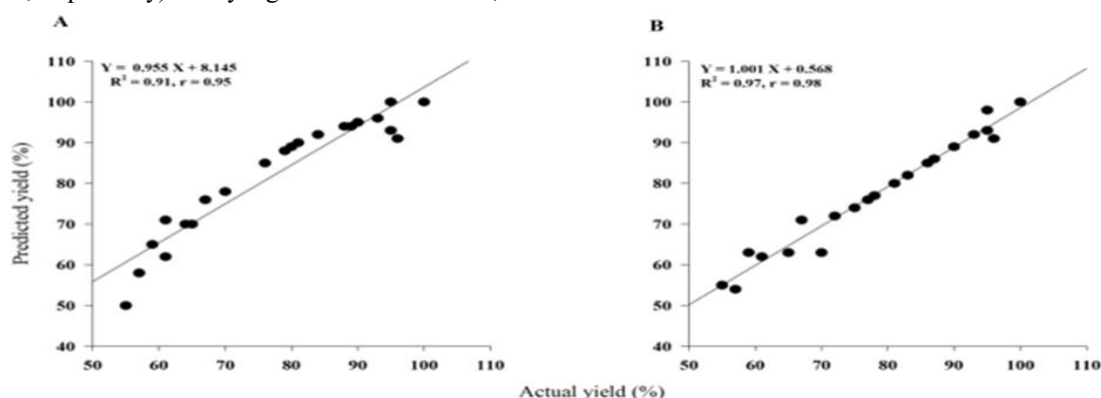 A
B
Y = 0.955 X + 8.145
R² = 0.91, r = 0.95
110
100
90
80
70
60
50
40
50 60 70 80 90 100 110
Predicted yield (%)
Y = 1.001 X + 0.568
R² = 0.97, r = 0.98
110
100
90
80
70
60
50
40
50 60 70 80 90 100 110
Actual yield (%)